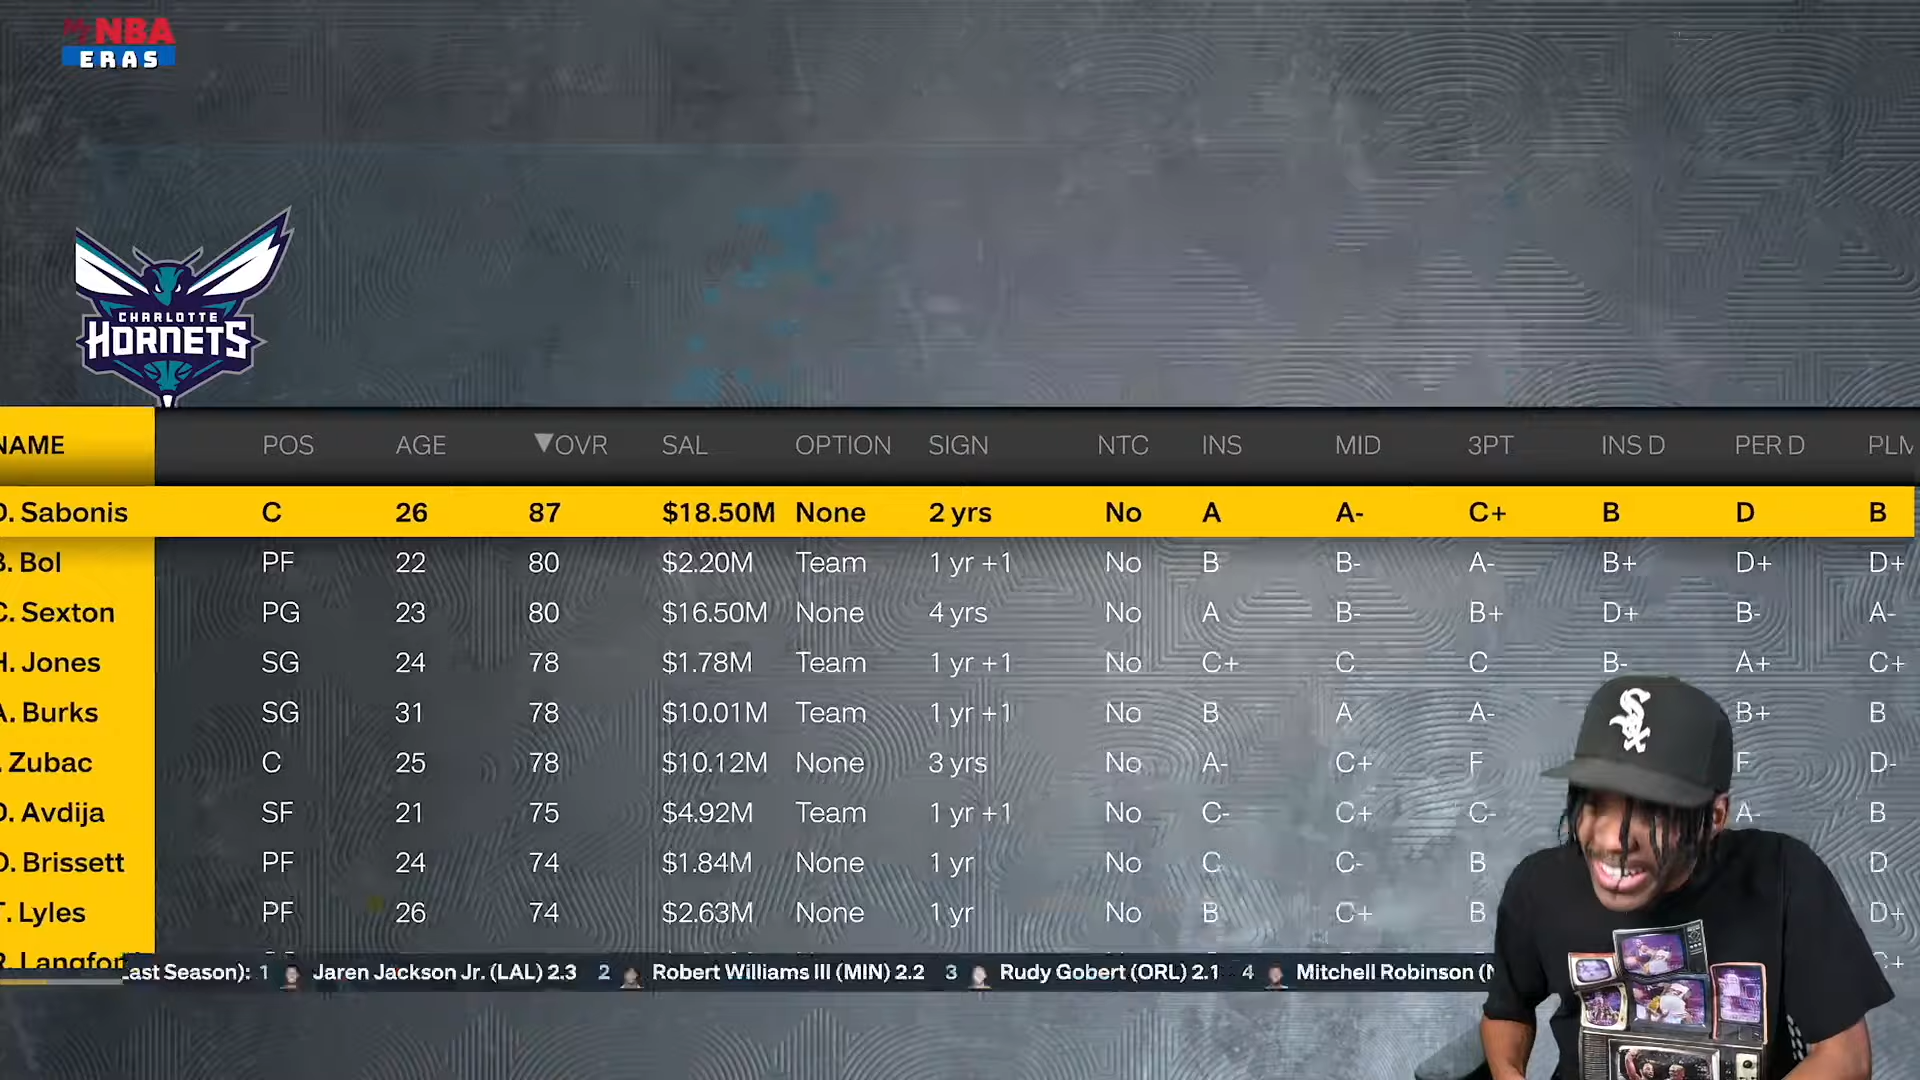 MyNBA
ERAS
CHARLOTTE
HORNETS
NAME POS AGE ▼OVR SAL OPTION SIGN NTC INS MID 3PT INS D PER D PLM
D. Sabonis C 26 87 $18.50M None 2 yrs No A A- C+ B D B
B. Bol PF 22 80 $2.20M Team 1 yr +1 No B B- A- B+ D+ D+
C. Sexton PG 23 80 $16.50M None 4 yrs No A B- B+ D+ B- A-
H. Jones SG 24 78 $1.78M Team 1 yr +1 No C+ C C B- A+ C+
A. Burks SG 31 78 $10.01M Team 1 yr +1 No B A A- B+ B
. Zubac C 25 78 $10.12M None 3 yrs No A- C+ F F D-
D. Avdija SF 21 75 $4.92M Team 1 yr +1 No C- C+ C- A- B
O. Brissett PF 24 74 $1.84M None 1 yr No C C- B D
T. Lyles PF 26 74 $2.63M None 1 yr No B C+ B D+
R. Langfor C+
Last Season): 1 Jaren Jackson Jr. (LAL) 2.3 2 Robert Williams III (MIN) 2.2 3 Rudy Gobert (ORL) 2.1 4 Mitchell Robinson (N
Sox